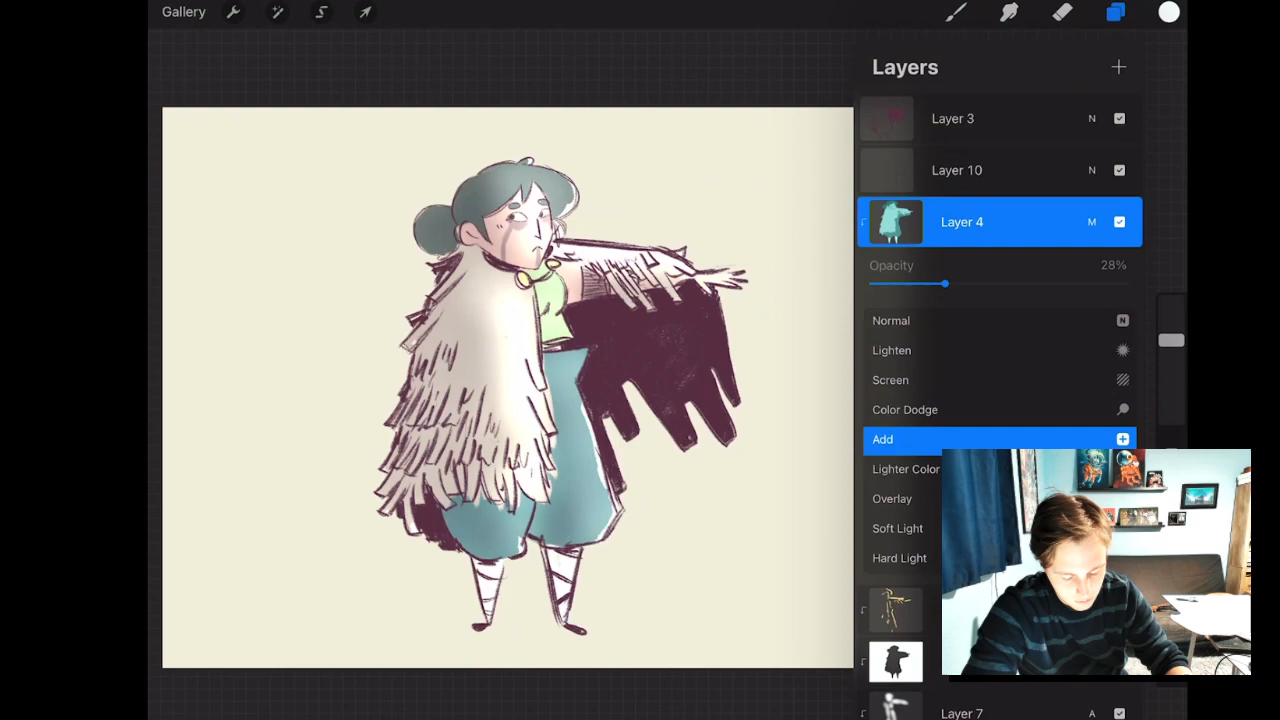 Gallery
Layers
Layer 3 N
Layer 10 N
Layer 4 M
Opacity 28%
Normal N
Lighten
Screen
Color Dodge
Add
Lighter Color
Overlay
Soft Light
Hard Light
Layer 7 A